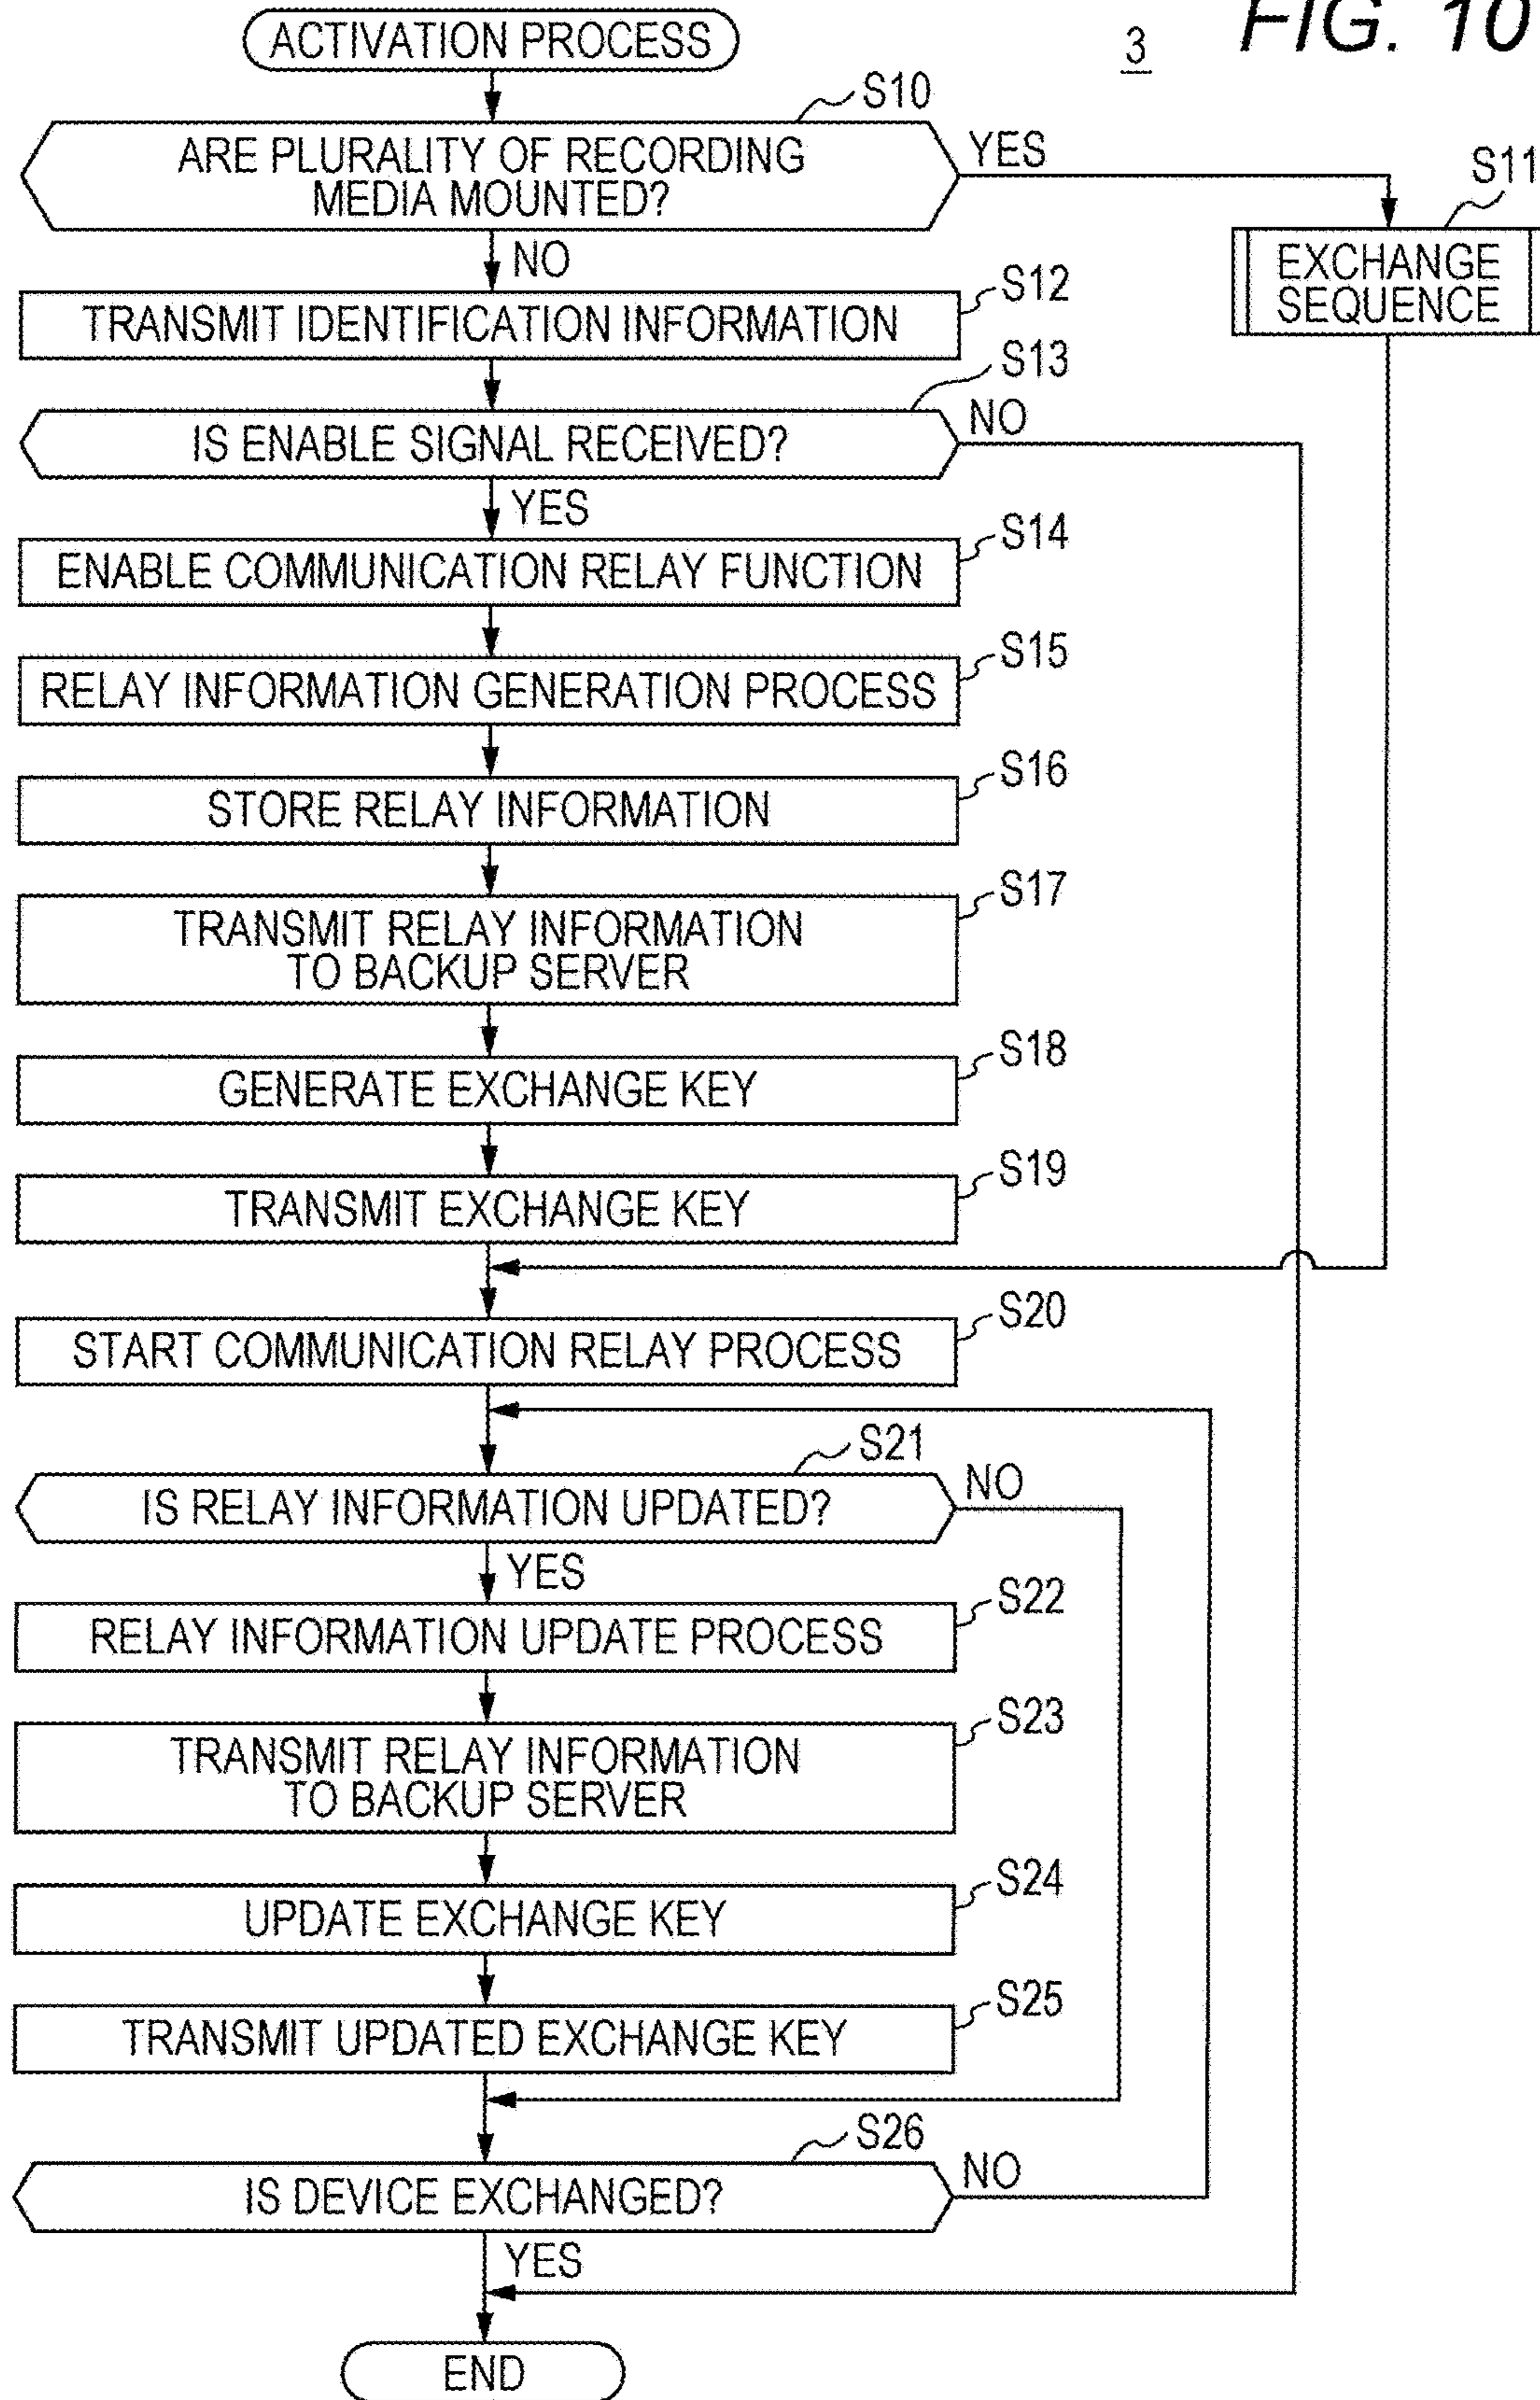 FIG. 10
3
ACTIVATION PROCESS
S10
ARE PLURALITY OF RECORDING
MEDIA MOUNTED?
YES
S11
EXCHANGE
SEQUENCE
NO
S12
TRANSMIT IDENTIFICATION INFORMATION
S13
IS ENABLE SIGNAL RECEIVED?
NO
YES
S14
ENABLE COMMUNICATION RELAY FUNCTION
S15
RELAY INFORMATION GENERATION PROCESS
S16
STORE RELAY INFORMATION
S17
TRANSMIT RELAY INFORMATION
TO BACKUP SERVER
S18
GENERATE EXCHANGE KEY
S19
TRANSMIT EXCHANGE KEY
S20
START COMMUNICATION RELAY PROCESS
S21
IS RELAY INFORMATION UPDATED?
NO
YES
S22
RELAY INFORMATION UPDATE PROCESS
S23
TRANSMIT RELAY INFORMATION
TO BACKUP SERVER
S24
UPDATE EXCHANGE KEY
S25
TRANSMIT UPDATED EXCHANGE KEY
S26
IS DEVICE EXCHANGED?
NO
YES
END